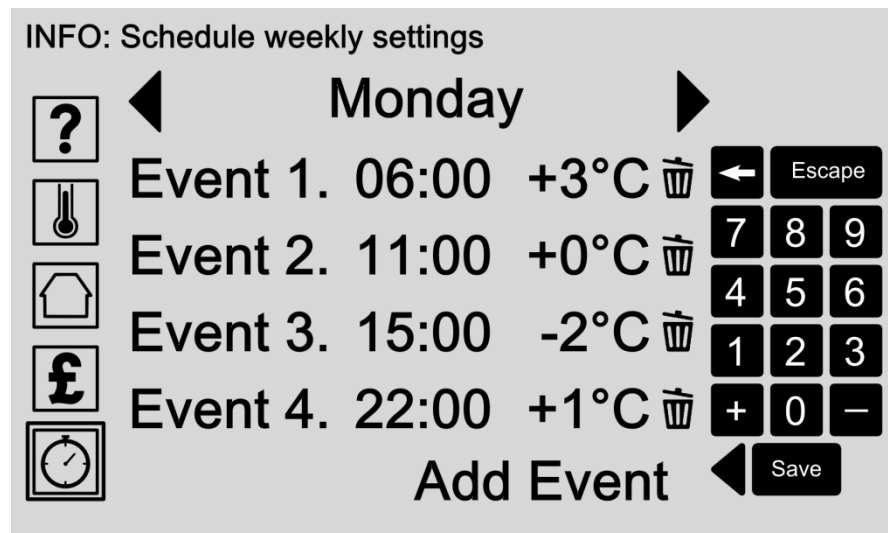 INFO: Schedule weekly settings
Monday
Event 1. 06:00 +3°C
Event 2. 11:00 +0°C
Event 3. 15:00 -2°C
Event 4. 22:00 +1°C
Add Event
?
£
Escape
7 8 9
4 5 6
1 2 3
+ 0 −
Save